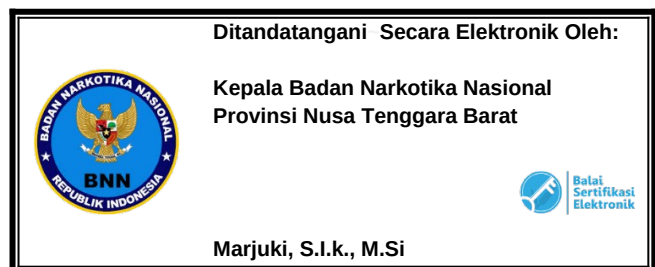 Ditandatangani Secara Elektronik Oleh:
Kepala Badan Narkotika Nasional
Provinsi Nusa Tenggara Barat
BADAN NARKOTIKA NASIONAL
BNN
REPUBLIK INDONESIA
Balai
Sertifikasi
Elektronik
Marjuki, S.I.k., M.Si